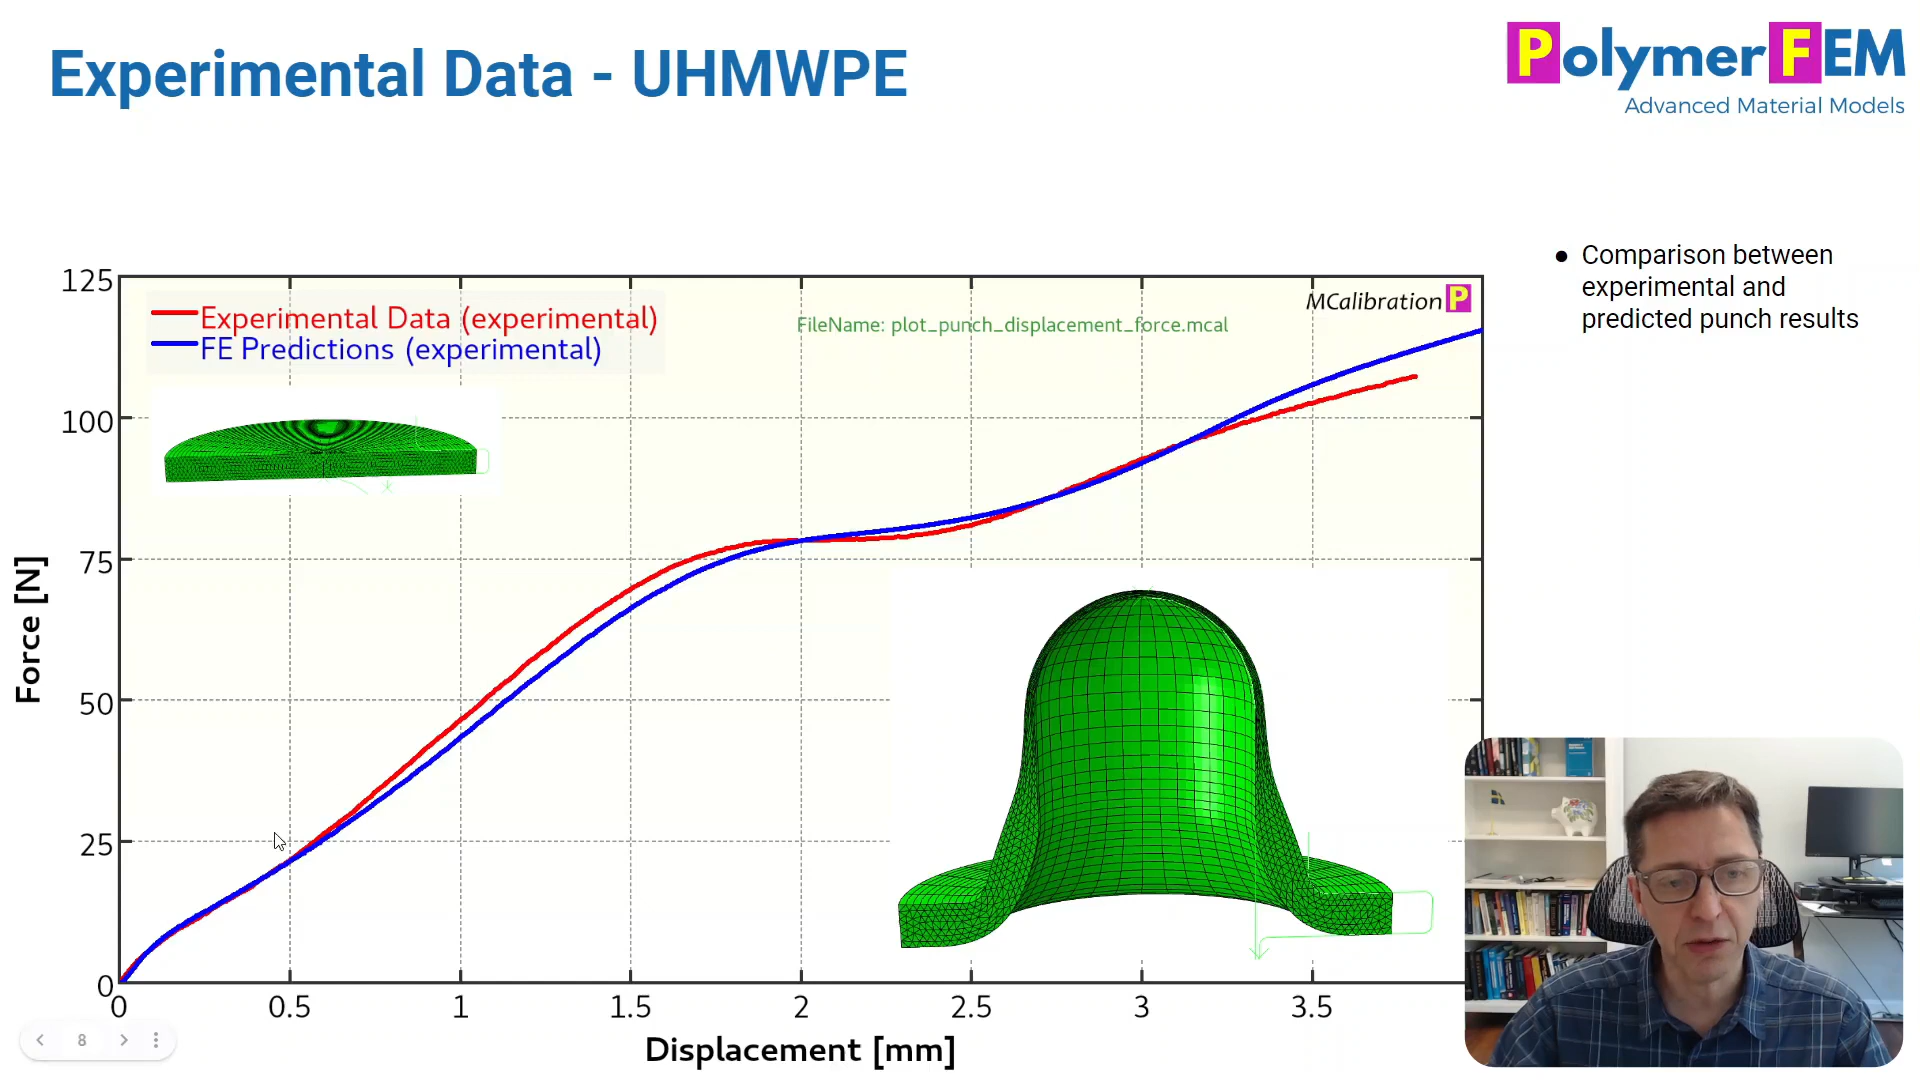 Experimental Data - UHMWPE
PolymerFEM
Advanced Material Models
Comparison between
experimental and
predicted punch results
MCalibration P
Experimental Data (experimental)
FE Predictions (experimental)
FileName: plot_punch_displacement_force.mcal
125
100
75
50
25
0
Force [N]
0 0.5 1 1.5 2 2.5 3 3.5
Displacement [mm]
8